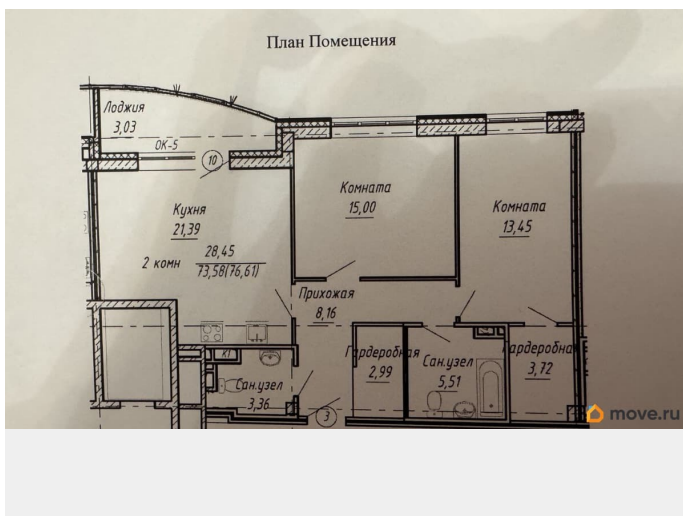 План Помещения
Лоджия
3,03
ОК-5
10
Кухня
21,39
2 комн
28,45
73,58(76,61)
Комната
15,00
Комната
13,45
Прихожая
8,16
К1
Сан.узел
3,36
Гардеробная
2,99
Сан.узел
5,51
Гардеробная
3,72
3
move.ru